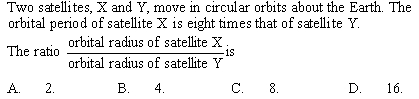 Two satellites, X and Y, move in circular orbits about the Earth. The
orbital period of satellite X is eight times that of satellite Y.
The ratio orbital radius of satellite X
orbital radius of satellite Y is
A. 2. B. 4. C. 8. D. 16.